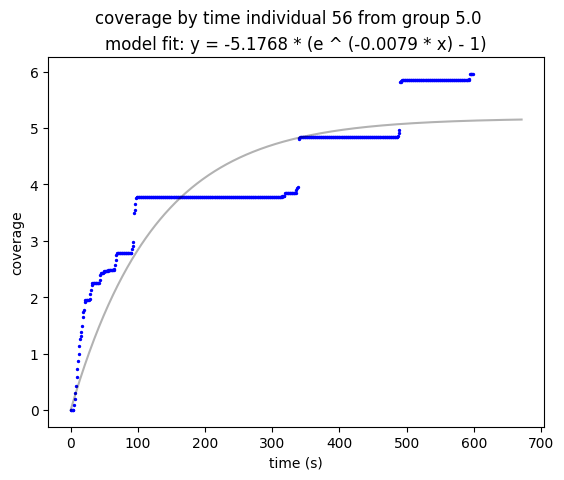 coverage by time individual 56 from group 5.0
model fit: y = -5.1768 * (e ^ (-0.0079 * x) - 1)
6
5
4
3
2
1
0
coverage
0 100 200 300 400 500 600 700
time (s)